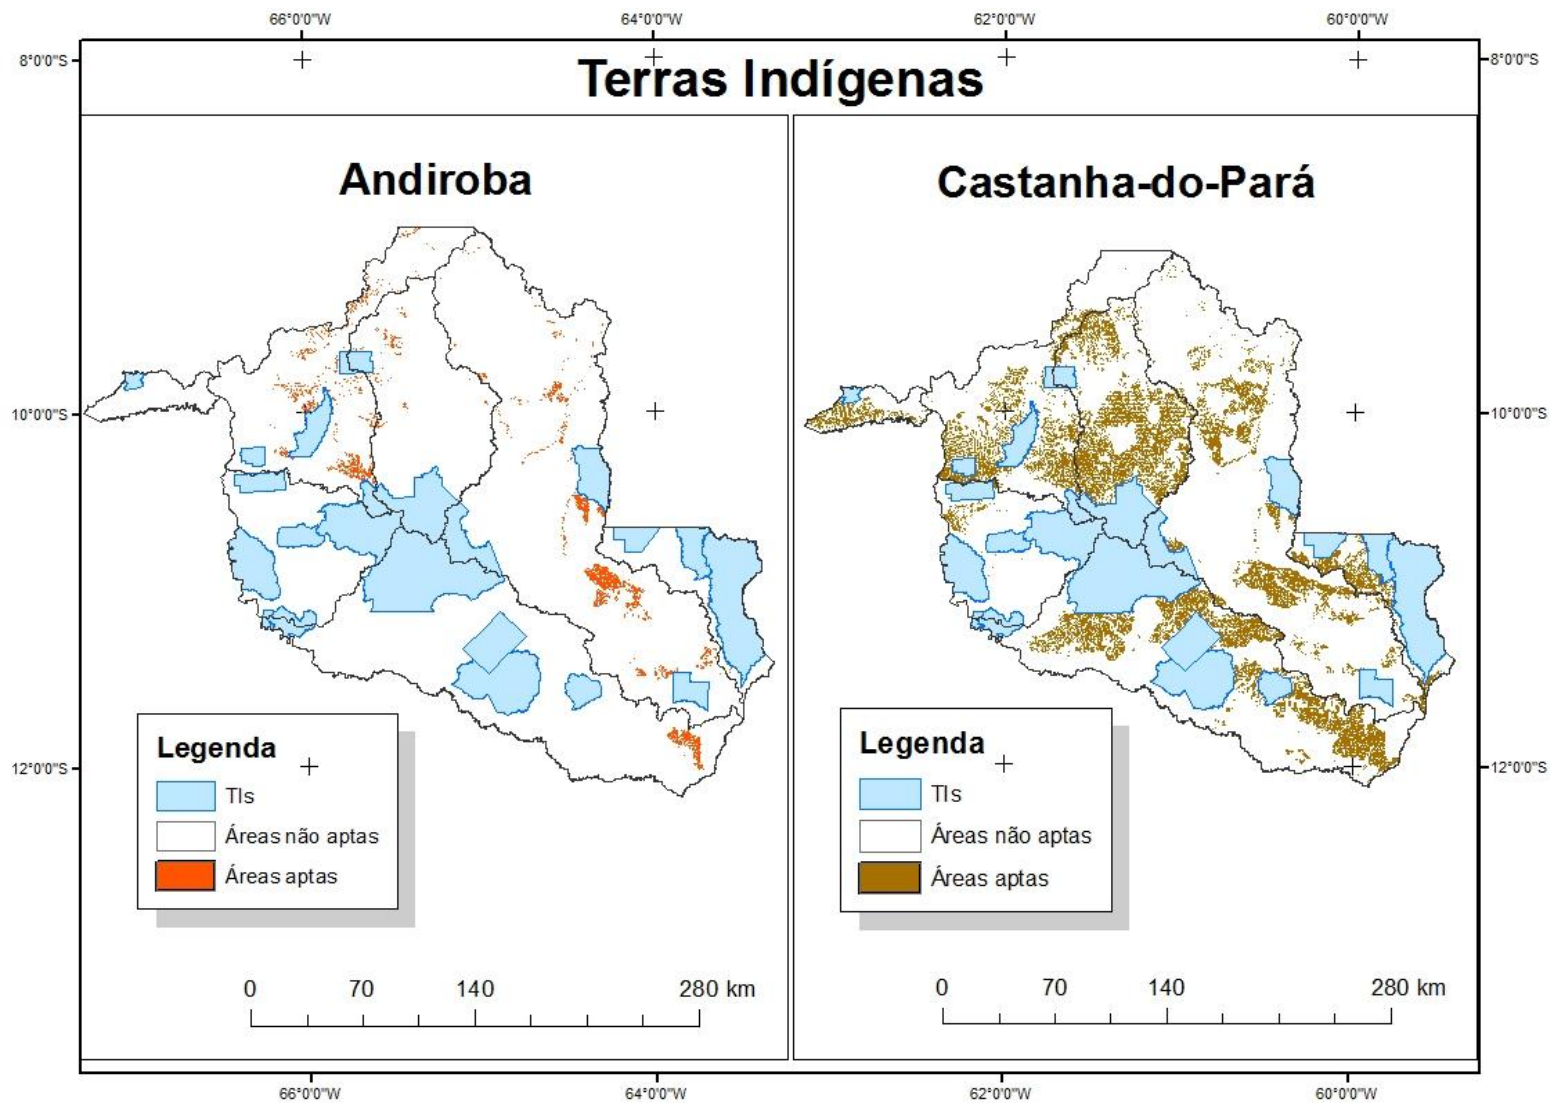 66°0'0"W 64°0'0"W 62°0'0"W 60°0'0"W
8°0'0"S 8°0'0"S
Terras Indígenas
Andiroba
Castanha-do-Pará
10°0'0"S 10°0'0"S
Legenda
TIs
Áreas não aptas
Áreas aptas
Legenda
TIs
Áreas não aptas
Áreas aptas
12°0'0"S 12°0'0"S
0 70 140 280 km
0 70 140 280 km
66°0'0"W 64°0'0"W 62°0'0"W 60°0'0"W